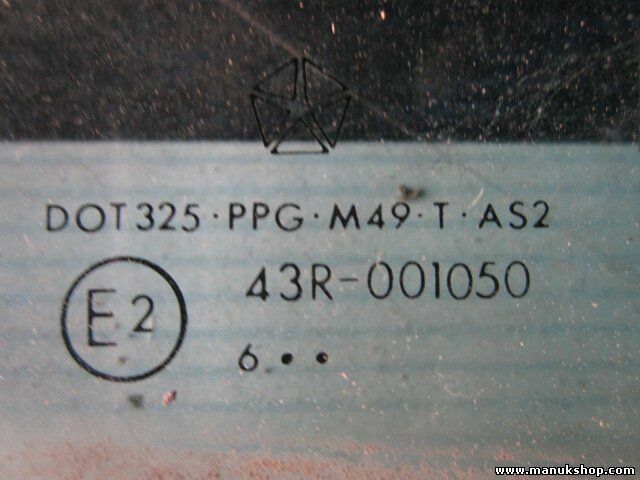 DOT325·PPG·M49·T·AS2
E2
43R-001050
6••
www.manukshop.com